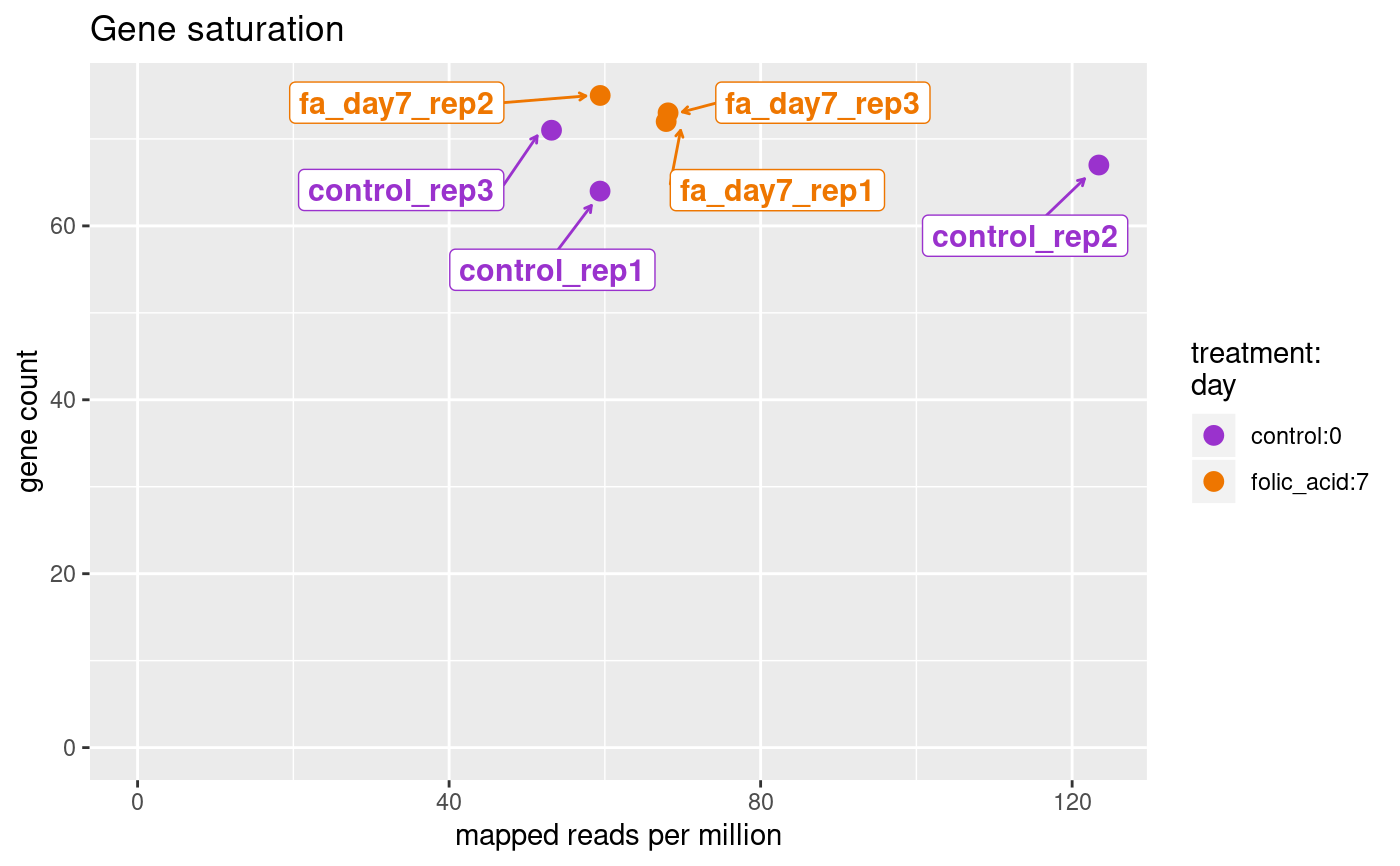 Gene saturation
fa_day7_rep2
fa_day7_rep3
control_rep3
fa_day7_rep1
control_rep2
control_rep1
60
40
20
0
gene count
0
40
80
120
mapped reads per million
treatment:
day
control:0
folic_acid:7